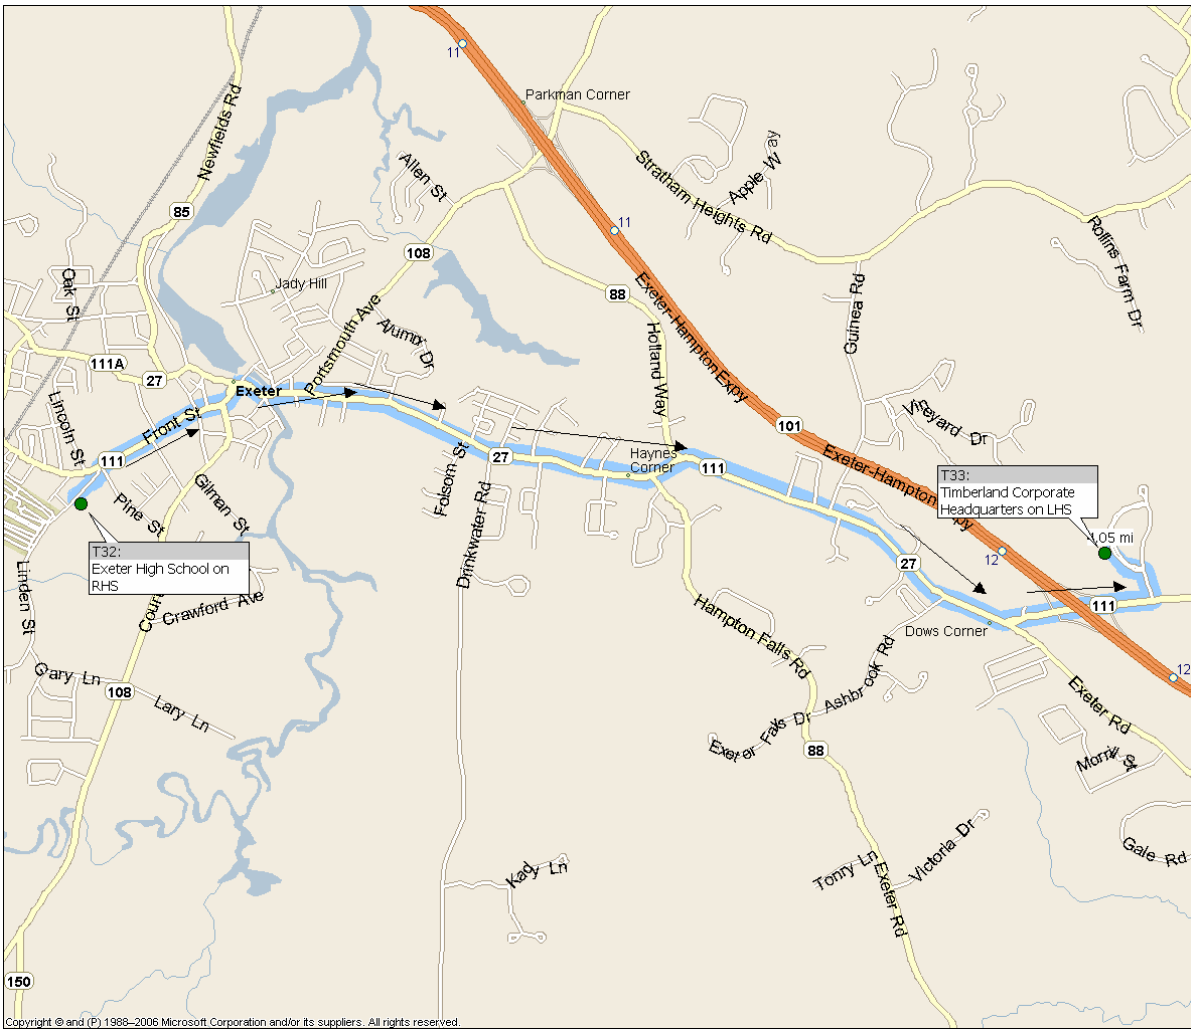 11
Parkman Corner
Newfields Rd
Allen St
Stratham Heights Rd
Apple Way
85
11
Rollins Farm Dr
108
Oak St
Jady Hill
88
Exeter-Hampton Expy
Guinea Rd
Portsmouth Ave
Holland Way
111A
27
Exeter
Lincoln St
Front St
101
Vineyard Dr
111
Folsom St
27
Haynes
Corner
111
Exeter-Hampton Expy
T33:
Timberland Corporate
Headquarters on LHS
Pine St
Gilman St
Drinkwater Rd
4.05 mi
T32:
Exeter High School on
RHS
12
27
Linden St
Crawford Ave
111
Hampton Falls Rd
Dows Corner
Gary Ln
108
Lary Ln
Ashbrook Rd
12
Exeter Rd
Exeter Falls Dr
88
Morrill St
Kady Ln
Tonry Ln
Victoria Dr
Gale Rd
Exeter Rd
150
Copyright © and (P) 1988–2006 Microsoft Corporation and/or its suppliers. All rights reserved.